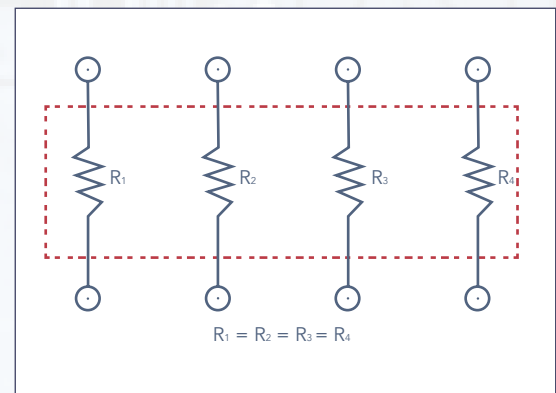 R₁ R₂ R₃ R₄
R₁ = R₂ = R₃ = R₄